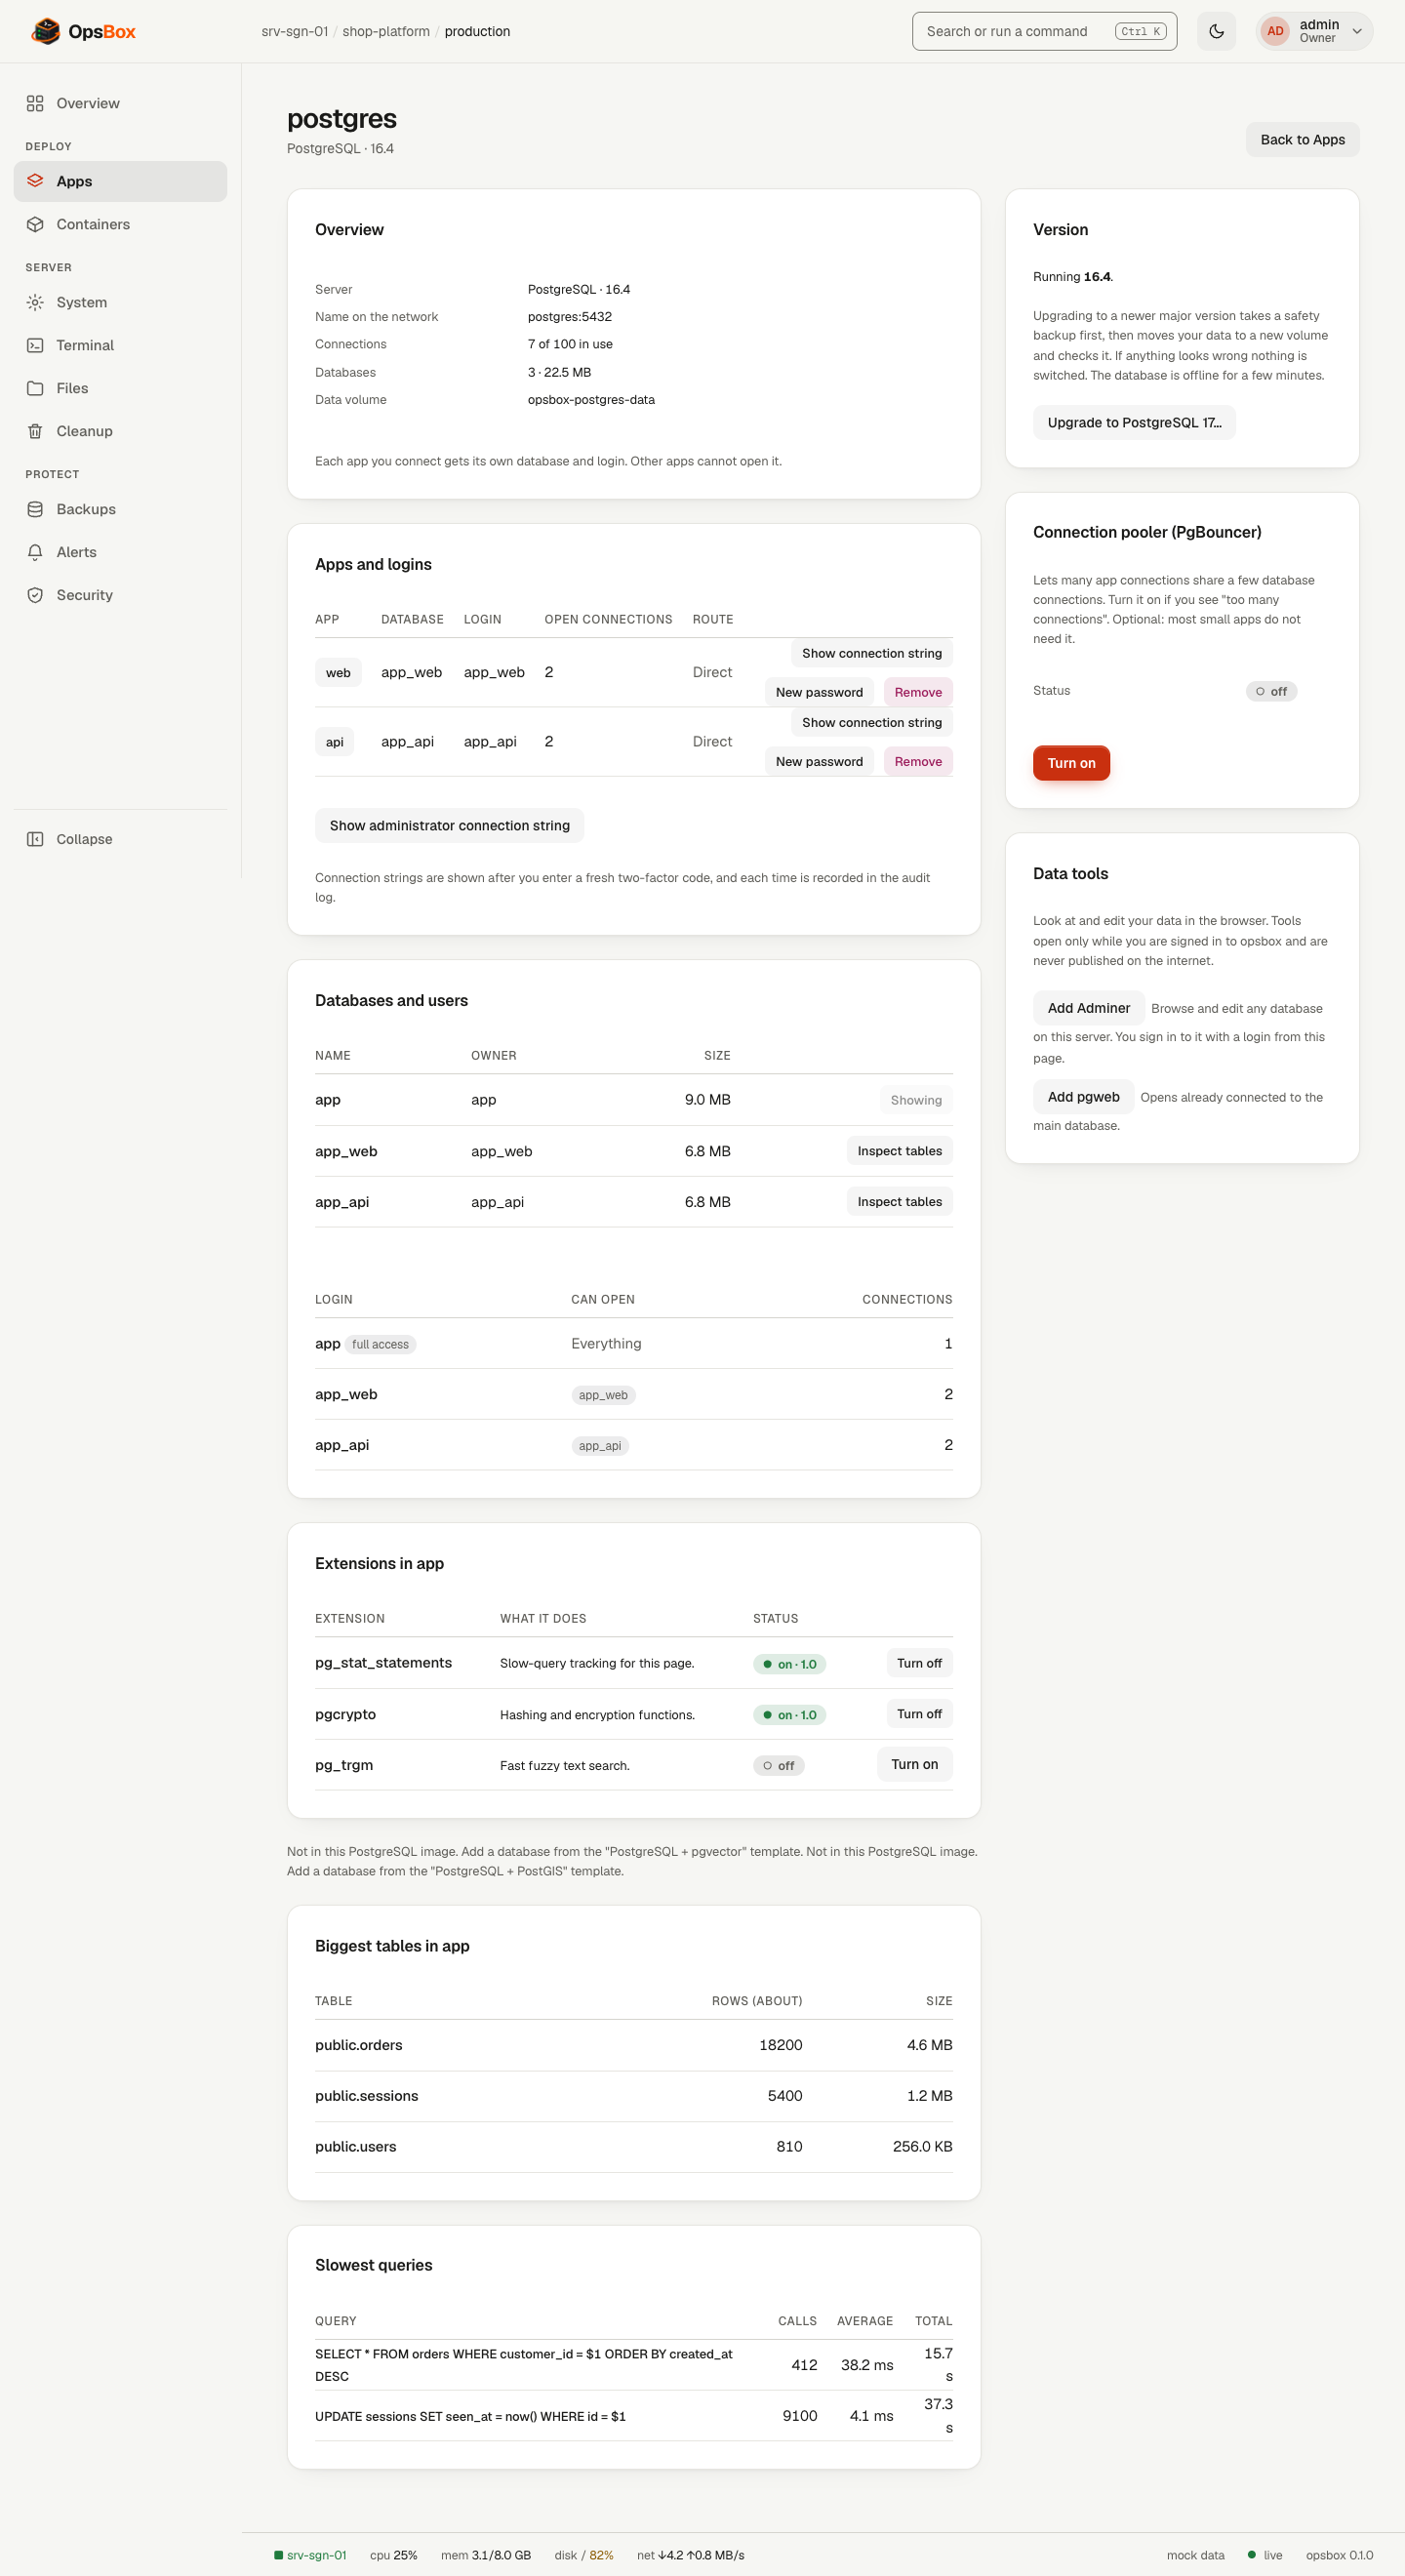 OpsBox
srv-sgn-01 / shop-platform / production
Search or run a command Ctrl K
AD admin
Owner
Overview
DEPLOY
Apps
Containers
SERVER
System
Terminal
Files
Cleanup
PROTECT
Backups
Alerts
Security
Collapse
postgres
PostgreSQL · 16.4
Back to Apps
Overview
Server PostgreSQL · 16.4
Name on the network postgres:5432
Connections 7 of 100 in use
Databases 3 · 22.5 MB
Data volume opsbox-postgres-data
Each app you connect gets its own database and login. Other apps cannot open it.
Apps and logins
APP DATABASE LOGIN OPEN CONNECTIONS ROUTE
web app_web app_web 2 Direct Show connection string
New password Remove
api app_api app_api 2 Direct Show connection string
New password Remove
Show administrator connection string
Connection strings are shown after you enter a fresh two-factor code, and each time is recorded in the audit
log.
Databases and users
NAME OWNER SIZE
app app 9.0 MB Showing
app_web app_web 6.8 MB Inspect tables
app_api app_api 6.8 MB Inspect tables
LOGIN CAN OPEN CONNECTIONS
app full access Everything 1
app_web app_web 2
app_api app_api 2
Extensions in app
EXTENSION WHAT IT DOES STATUS
pg_stat_statements Slow-query tracking for this page. on · 1.0 Turn off
pgcrypto Hashing and encryption functions. on · 1.0 Turn off
pg_trgm Fast fuzzy text search. off Turn on
Not in this PostgreSQL image. Add a database from the "PostgreSQL + pgvector" template. Not in this PostgreSQL image.
Add a database from the "PostgreSQL + PostGIS" template.
Biggest tables in app
TABLE ROWS (ABOUT) SIZE
public.orders 18200 4.6 MB
public.sessions 5400 1.2 MB
public.users 810 256.0 KB
Slowest queries
QUERY CALLS AVERAGE TOTAL
SELECT * FROM orders WHERE customer_id = $1 ORDER BY created_at
DESC 412 38.2 ms 15.7
s
UPDATE sessions SET seen_at = now() WHERE id = $1 9100 4.1 ms 37.3
s
Version
Running 16.4.
Upgrading to a newer major version takes a safety
backup first, then moves your data to a new volume
and checks it. If anything looks wrong nothing is
switched. The database is offline for a few minutes.
Upgrade to PostgreSQL 17…
Connection pooler (PgBouncer)
Lets many app connections share a few database
connections. Turn it on if you see "too many
connections". Optional: most small apps do not
need it.
Status off
Turn on
Data tools
Look at and edit your data in the browser. Tools
open only while you are signed in to opsbox and are
never published on the internet.
Add Adminer Browse and edit any database
on this server. You sign in to it with a login from this
page.
Add pgweb Opens already connected to the
main database.
srv-sgn-01 cpu 25% mem 3.1/8.0 GB disk / 82% net ↓4.2 ↑0.8 MB/s mock data live opsbox 0.1.0